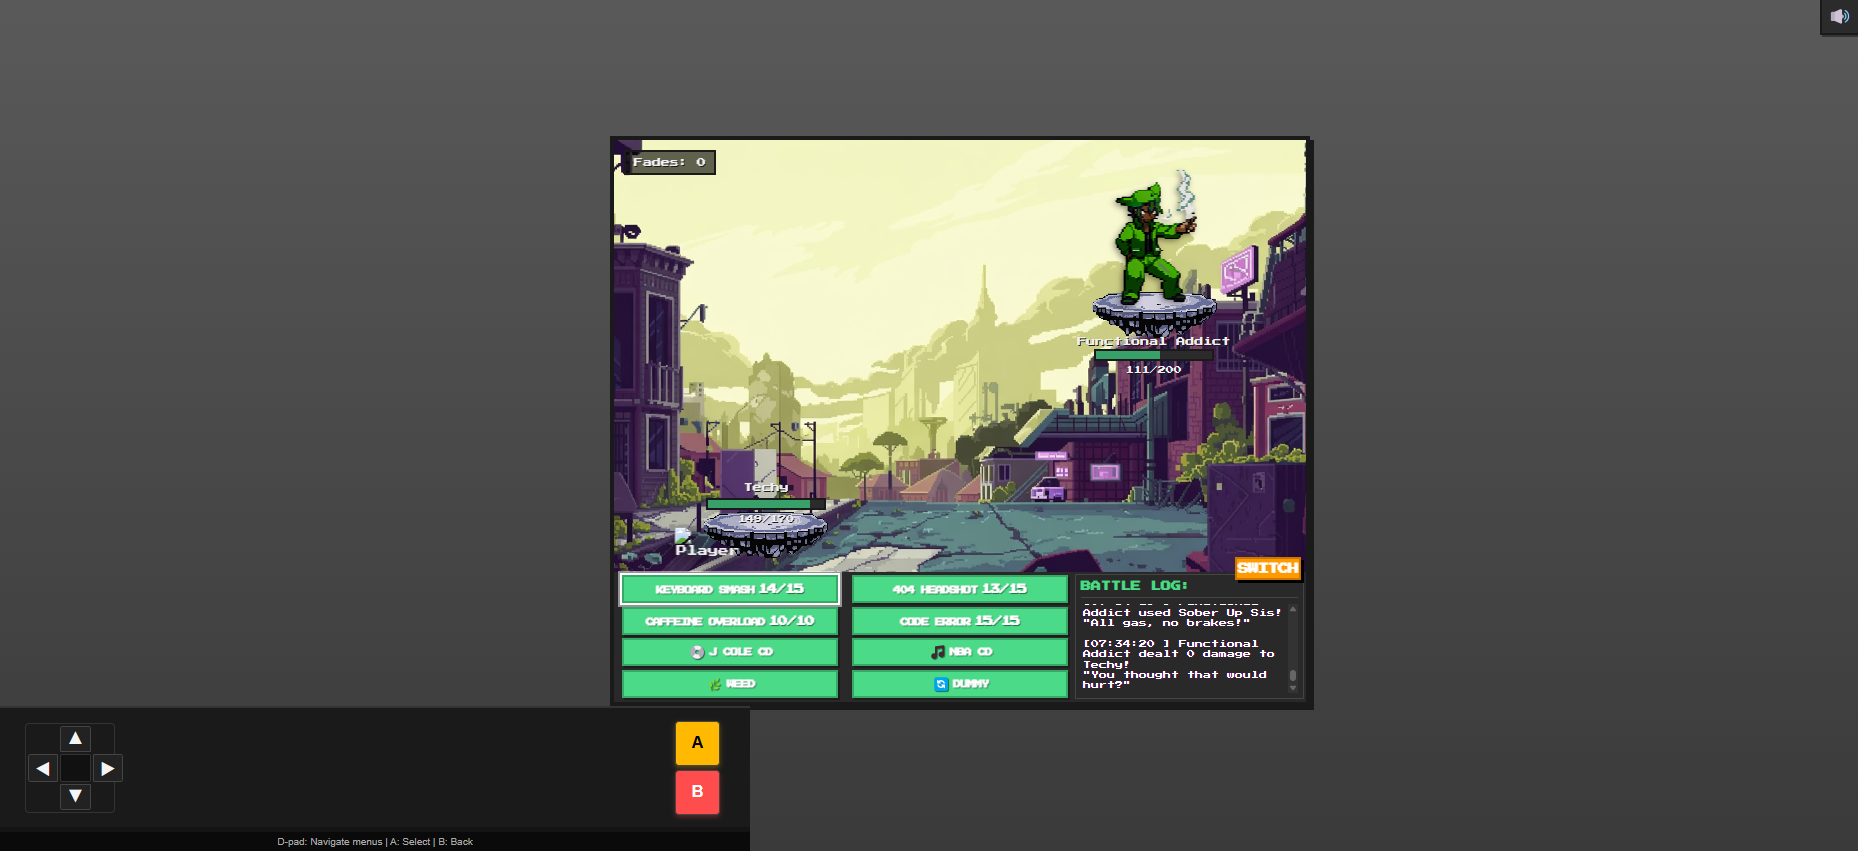 Fades: 0
Functional Addict
111/200
Techy
149/170
Player
SWITCH
KEYBOARD SMASH 14/15
404 HEADSHOT 13/15
CAFFEINE OVERLOAD 10/10
CODE ERROR 15/15
J COLE CD
NBA CD
WEED
DUMMY
BATTLE LOG:
Addict used Sober Up Sis!
"All gas, no brakes!"
[07:34:20 ] Functional
Addict dealt 0 damage to
Techy!
"You thought that would
hurt?"
A
B
D-pad: Navigate menus | A: Select | B: Back